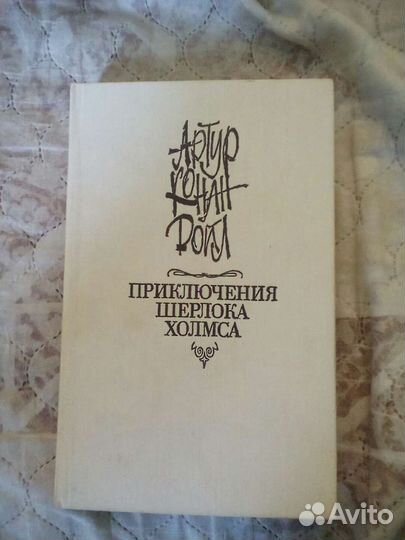 Артур
Конан
Дойл
ПРИКЛЮЧЕНИЯ
ШЕРЛОКА
ХОЛМСА
Avito